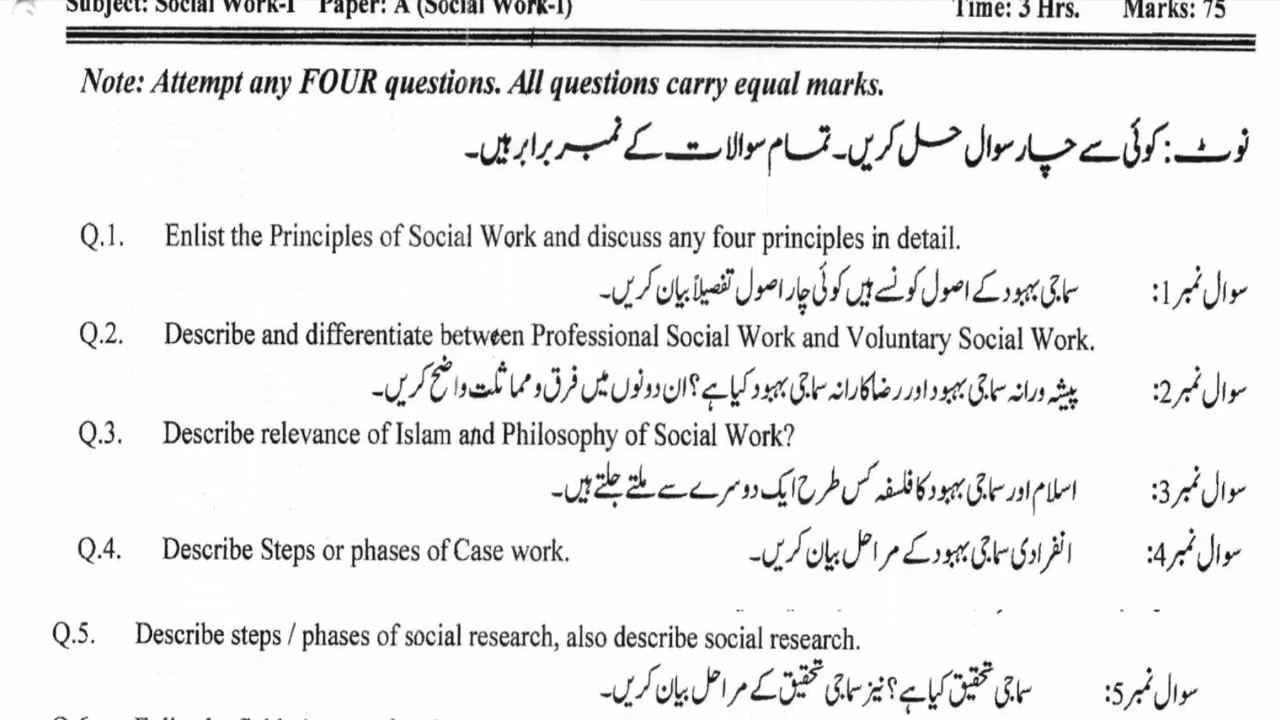 Subject: Social Work-I Paper: A (Social Work-I) Time: 3 Hrs. Marks: 75
Note: Attempt any FOUR questions. All questions carry equal marks.
نوٹ: کوئی سے چار سوال حل کریں۔ تمام سوالات کے نمبر برابر ہیں۔
Q.1. Enlist the Principles of Social Work and discuss any four principles in detail.
سوال نمبر 1: سماجی بہبود کے اصول کونسے ہیں کوئی چار اصول تفصیلاً بیان کریں۔
Q.2. Describe and differentiate between Professional Social Work and Voluntary Social Work.
سوال نمبر 2: پیشہ ورانہ سماجی بہبود اور رضاکارانہ سماجی بہبود کیا ہے؟ ان دونوں میں فرق و مماثلت واضح کریں۔
Q.3. Describe relevance of Islam and Philosophy of Social Work?
سوال نمبر 3: اسلام اور سماجی بہبود کا فلسفہ کس طرح ایک دوسرے سے ملتے جلتے ہیں۔
Q.4. Describe Steps or phases of Case work. سوال نمبر 4: انفرادی سماجی بہبود کے مراحل بیان کریں۔
Q.5. Describe steps / phases of social research, also describe social research.
سوال نمبر 5: سماجی تحقیق کیا ہے؟ نیز سماجی تحقیق کے مراحل بیان کریں۔